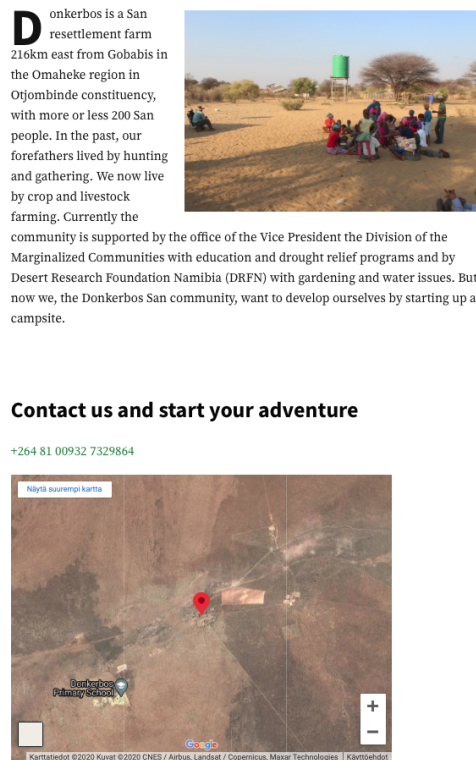 Donkerbos is a San
resettlement farm
216km east from Gobabis in
the Omaheke region in
Otjombinde constituency,
with more or less 200 San
people. In the past, our
forefathers lived by hunting
and gathering. We now live
by crop and livestock
farming. Currently the
community is supported by the office of the Vice President the Division of the
Marginalized Communities with education and drought relief programs and by
Desert Research Foundation Namibia (DRFN) with gardening and water issues. But
now we, the Donkerbos San community, want to develop ourselves by starting up a
campsite.
Contact us and start your adventure
+264 81 00932 7329864
Näytä suurempi kartta
Donkerbos
Primary School
+
−
Google
Karttatiedot ©2020 Kuvat ©2020 CNES / Airbus, Landsat / Copernicus, Maxar Technologies
Käyttöehdot